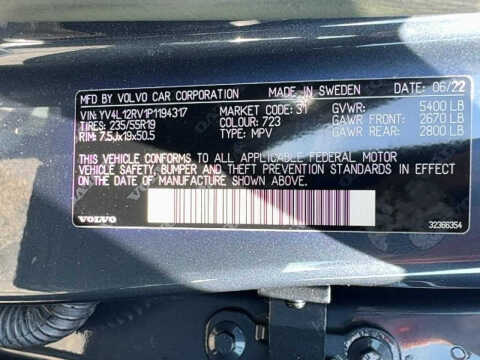 MFD BY VOLVO CAR CORPORATION MADE IN SWEDEN DATE: 06/22
VIN: YV4L12RV1P1194317 MARKET CODE: 31 GVWR: 5400 LB
TIRES: 235/55R19 COLOUR: 723 GAWR FRONT: 2670 LB
RIM: 7.5Jx19x50.5 TYPE: MPV GAWR REAR: 2800 LB
THIS VEHICLE CONFORMS TO ALL APPLICABLE FEDERAL MOTOR
VEHICLE SAFETY, BUMPER AND THEFT PREVENTION STANDARDS IN EFFECT
ON THE DATE OF MANUFACTURE SHOWN ABOVE.
VOLVO 32366354